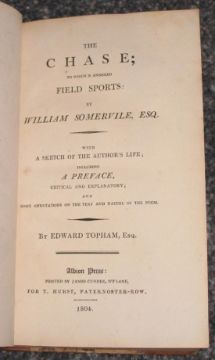 THE
CHASE;
TO WHICH IS ANNEXED
FIELD SPORTS:
BY
WILLIAM SOMERVILE, ESQ.
WITH
A SKETCH OF THE AUTHOR'S LIFE;
INCLUDING
A PREFACE,
CRITICAL AND EXPLANATORY;
AND
SOME ANNOTATIONS ON THE TEXT AND NATURE OF THE POEM.
BY EDWARD TOPHAM, ESQ.
Albion Press:
PRINTED BY JAMES CUNDEE, IVY-LANE,
FOR T. HURST, PATERNOSTER-ROW,
1804.